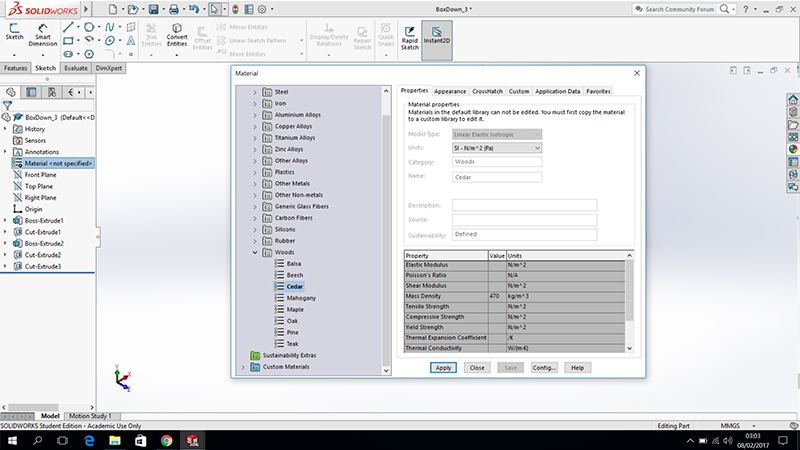 SOLIDWORKS
BoxDown_3 *
Search Community Forum
Sketch
Smart Dimension
Trim Entities
Convert Entities
Offset Entities
Mirror Entities
Linear Sketch Pattern
Move Entities
Display/Delete Relations
Repair Sketch
Quick Snaps
Rapid Sketch
Instant2D
Features
Sketch
Evaluate
DimXpert
BoxDown_3 (Default<<D
History
Sensors
Annotations
Material <not specified>
Front Plane
Top Plane
Right Plane
Origin
Boss-Extrude1
Cut-Extrude1
Boss-Extrude2
Cut-Extrude2
Cut-Extrude3
Material
Steel
Iron
Aluminium Alloys
Copper Alloys
Titanium Alloys
Zinc Alloys
Other Alloys
Plastics
Other Metals
Other Non-metals
Generic Glass Fibers
Carbon Fibers
Silicons
Rubber
Woods
Balsa
Beech
Cedar
Mahogany
Maple
Oak
Pine
Teak
Sustainability Extras
Custom Materials
Properties Appearance CrossHatch Custom Application Data Favorites
Material properties
Materials in the default library can not be edited. You must first copy the material
to a custom library to edit it.
Model Type: Linear Elastic Isotropic
Units: SI - N/m^2 (Pa)
Category: Woods
Name: Cedar
Description:
Source:
Sustainability: Defined
Property Value Units
Elastic Modulus N/m^2
Poisson's Ratio N/A
Shear Modulus N/m^2
Mass Density 470 kg/m^3
Tensile Strength N/m^2
Compressive Strength N/m^2
Yield Strength N/m^2
Thermal Expansion Coefficient /K
Thermal Conductivity W/(m·K)
Apply Close Save Config... Help
Y
X
Z
Model Motion Study 1
SOLIDWORKS Student Edition - Academic Use Only
Editing Part
MMGS
03:03
08/02/2017